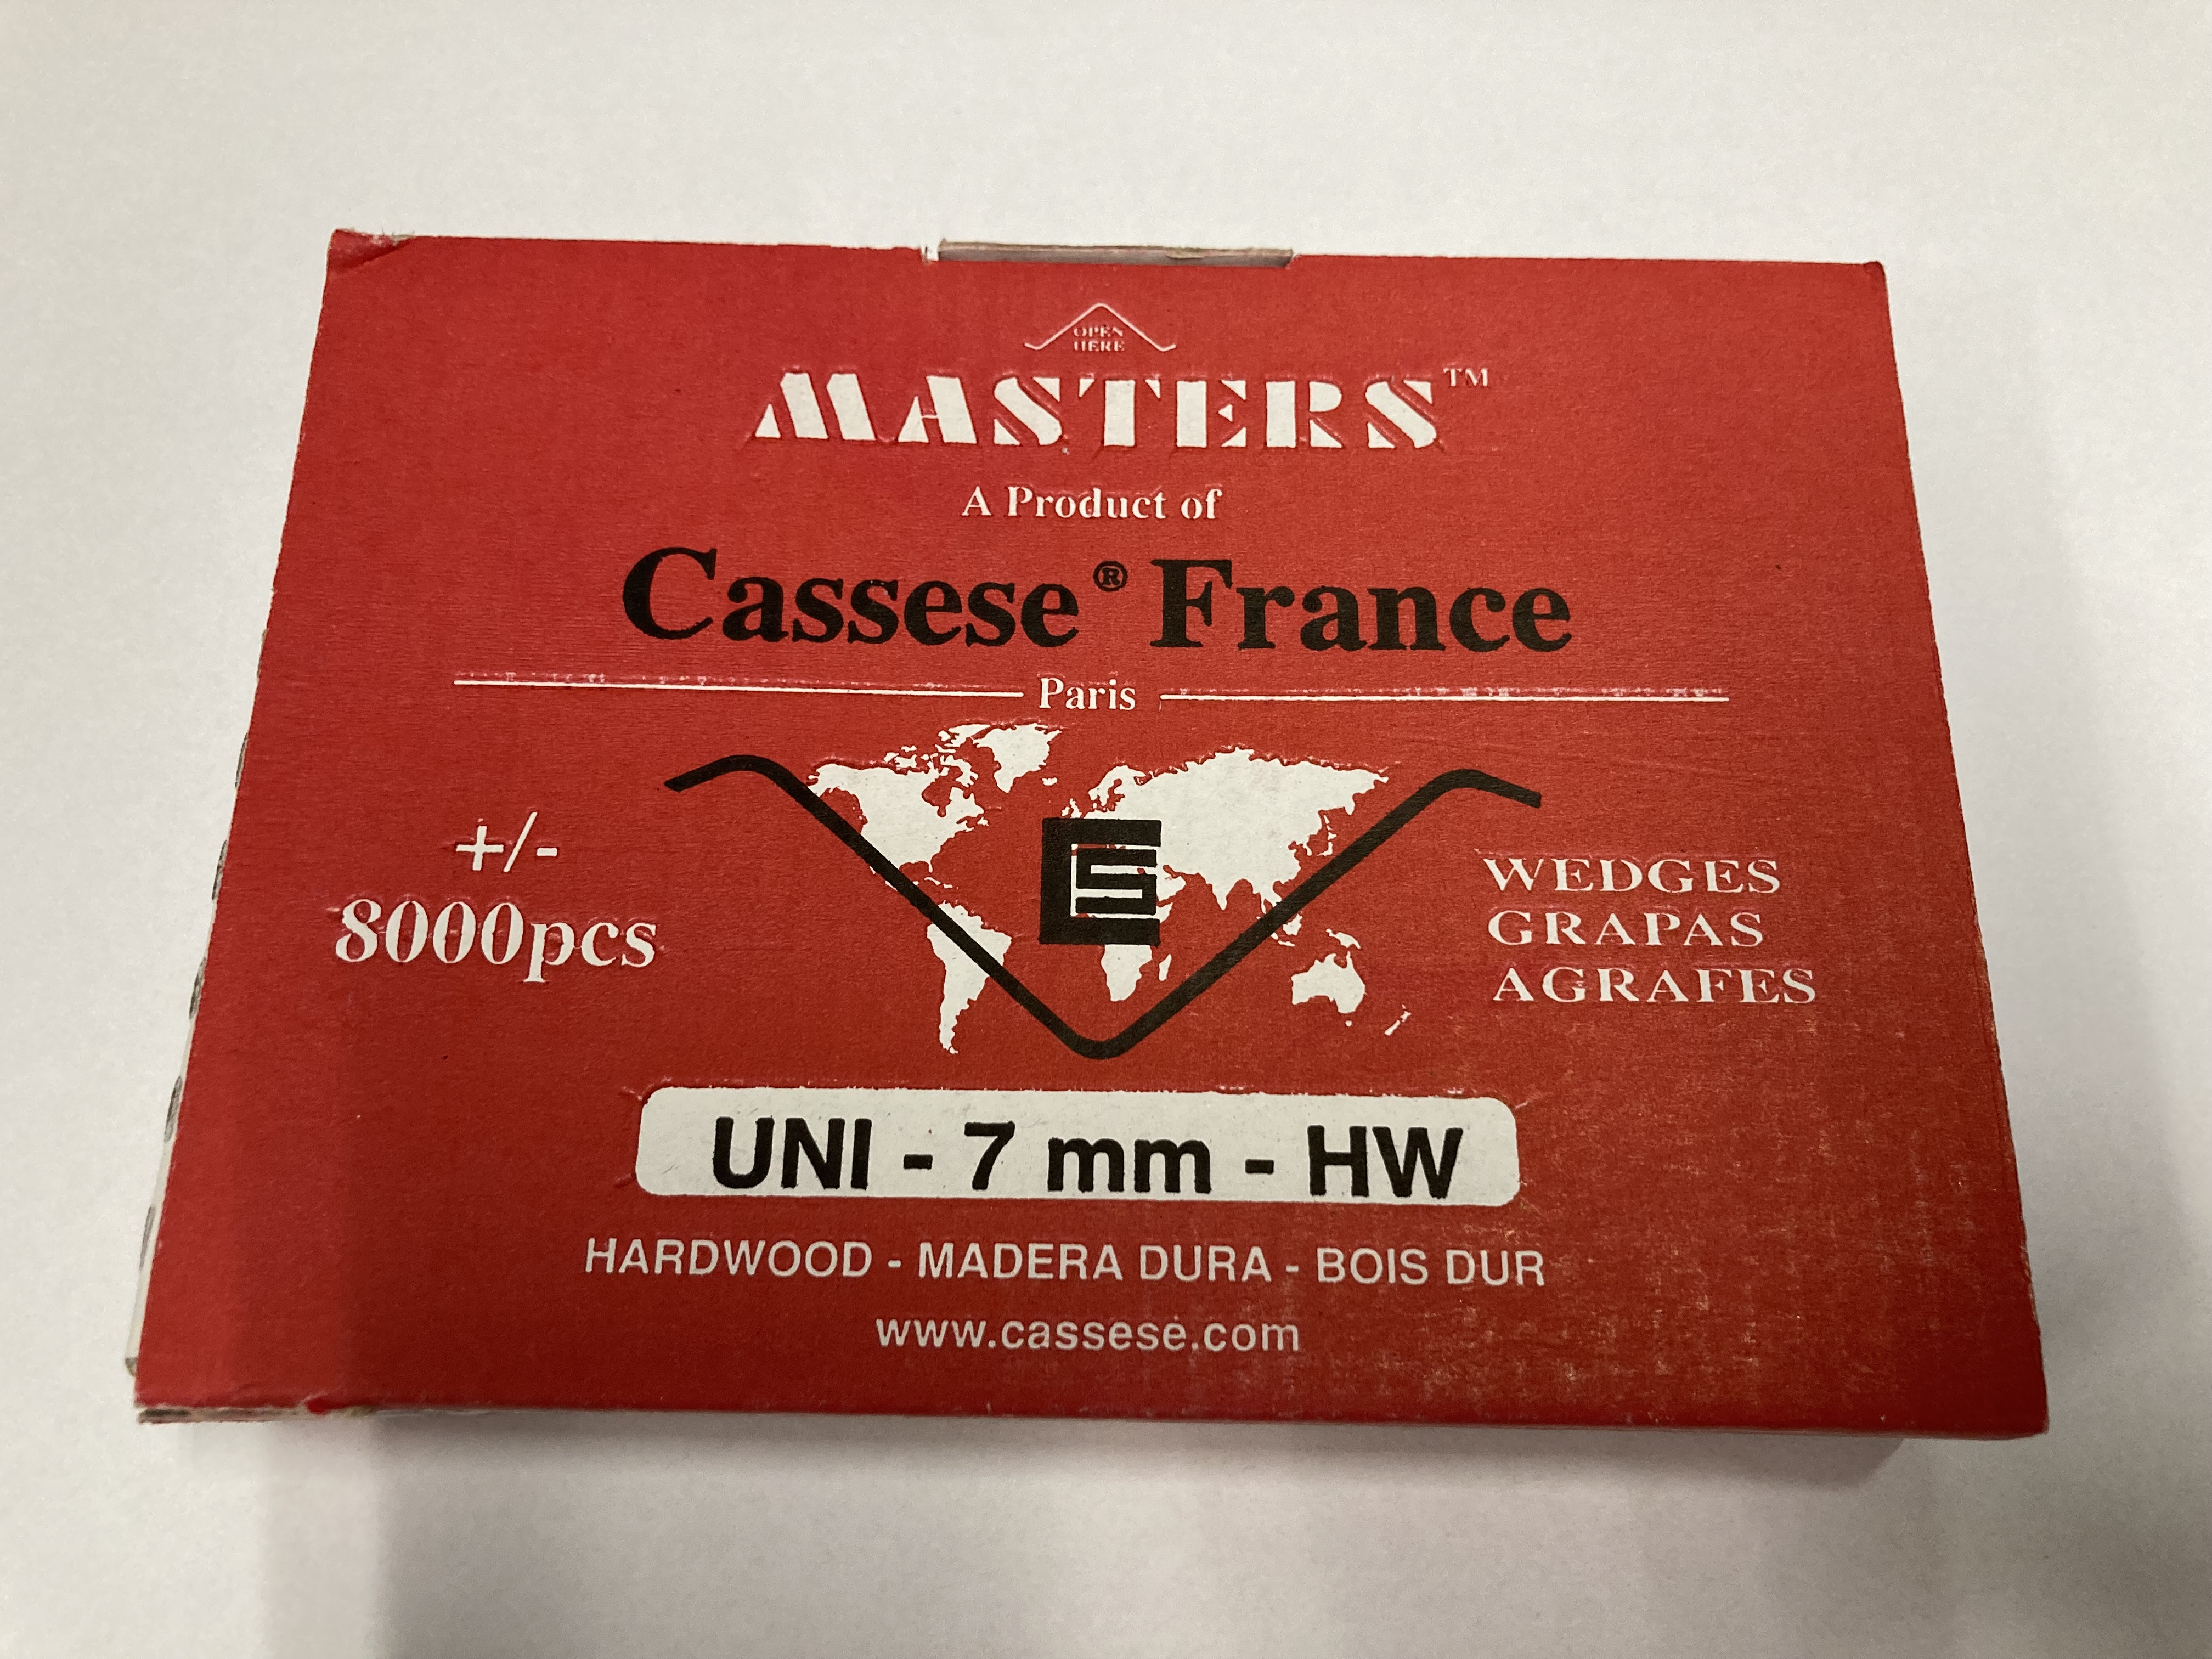 OPEN
HERE
MASTERS™
A Product of
Cassese® France
Paris
+/-
8000pcs
CS
WEDGES
GRAPAS
AGRAFES
UNI - 7 mm - HW
HARDWOOD - MADERA DURA - BOIS DUR
www.cassese.com